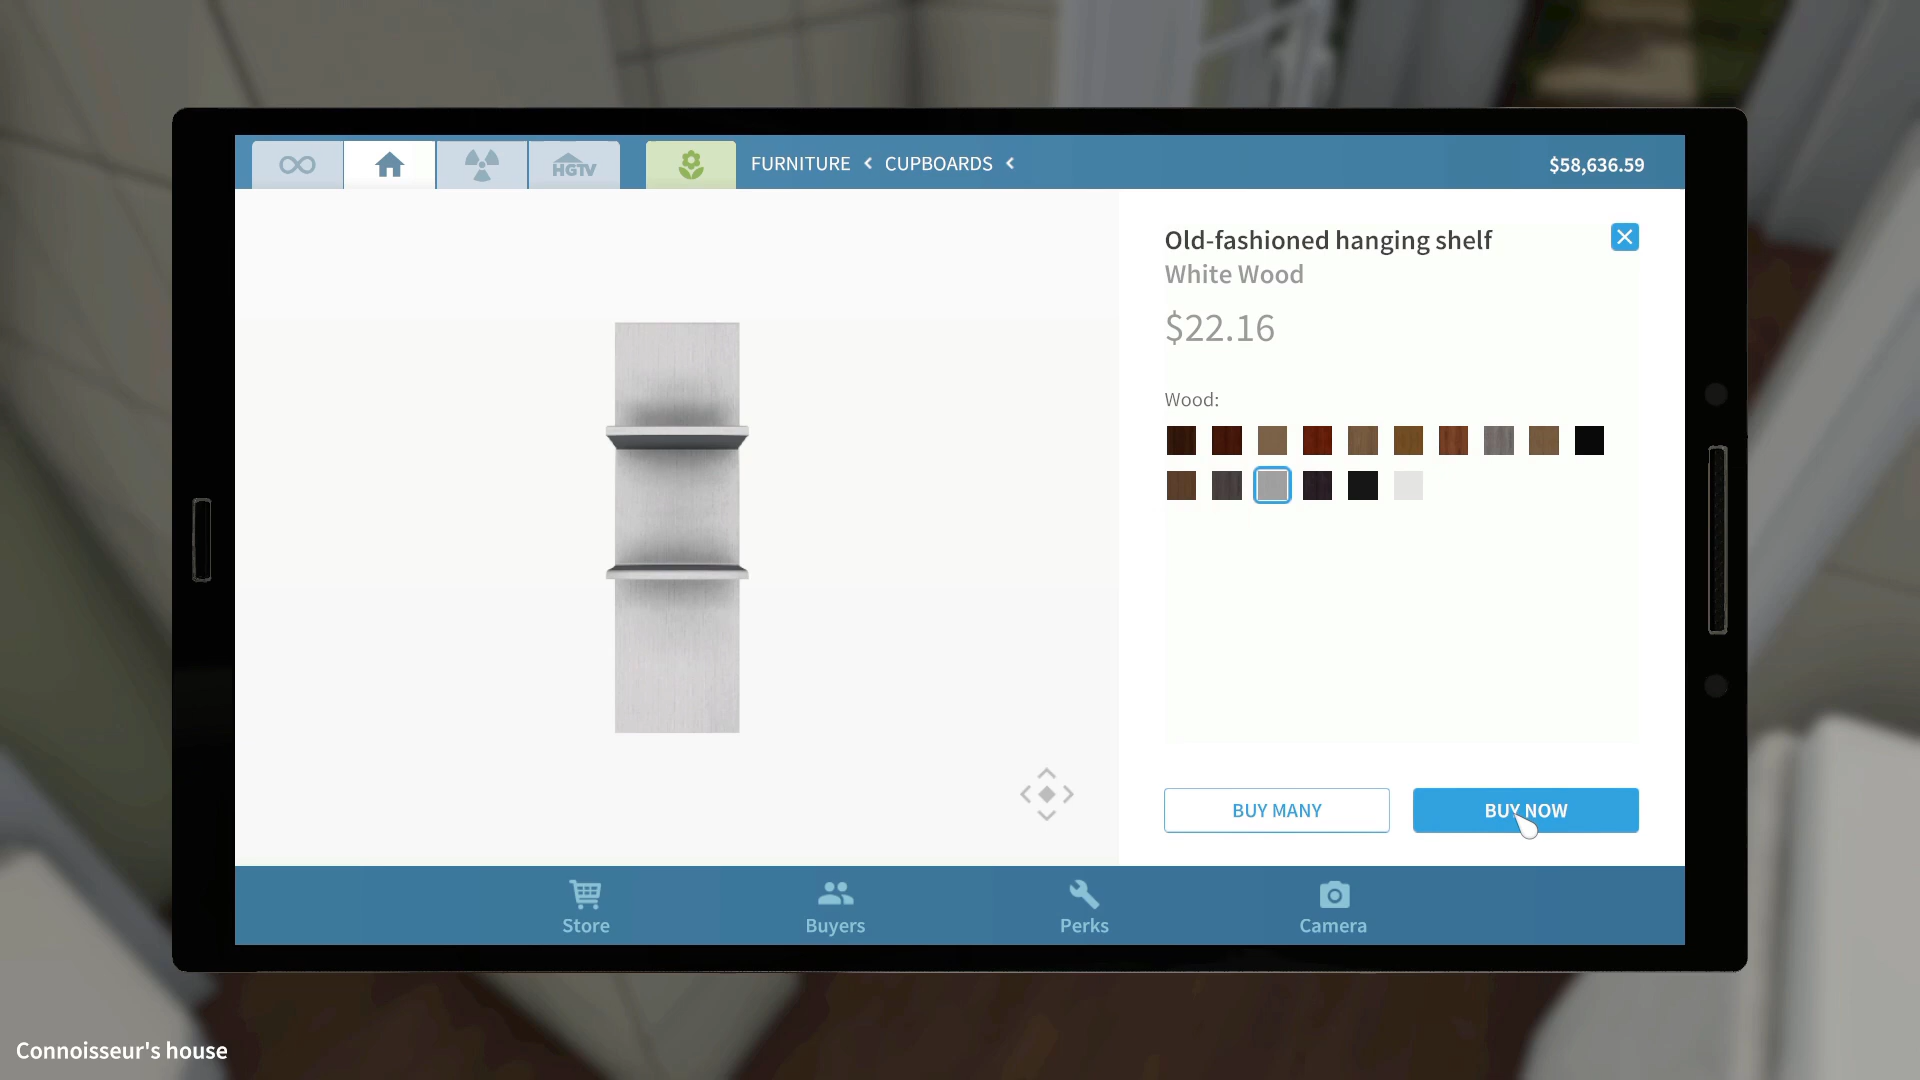 HGTV
FURNITURE < CUPBOARDS <
$58,636.59
Old-fashioned hanging shelf
White Wood
$22.16
Wood:
BUY MANY
BUY NOW
Store
Buyers
Perks
Camera
Connoisseur's house